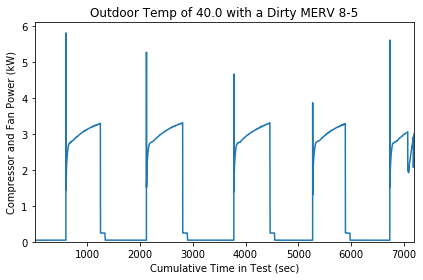 Outdoor Temp of 40.0 with a Dirty MERV 8-5
6
5
4
3
2
1
0
Compressor and Fan Power (kW)
1000 2000 3000 4000 5000 6000 7000
Cumulative Time in Test (sec)